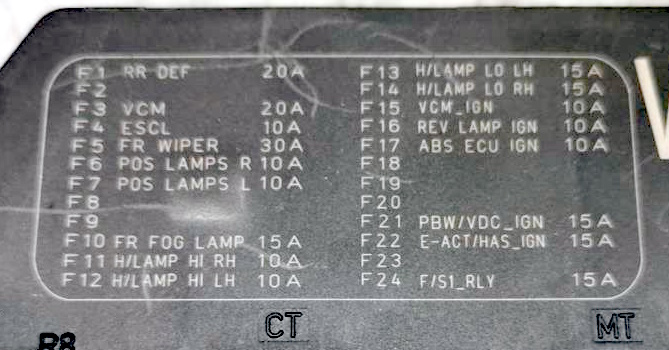 F1 RR DEF 20A
F2
F3 VCM 20A
F4 ESCL 10A
F5 FR WIPER 30A
F6 POS LAMPS R 10A
F7 POS LAMPS L 10A
F8
F9
F10 FR FOG LAMP 15A
F11 H/LAMP HI RH 10A
F12 H/LAMP HI LH 10A
F13 H/LAMP LO LH 15A
F14 H/LAMP LO RH 15A
F15 VCM_IGN 10A
F16 REV LAMP IGN 10A
F17 ABS ECU IGN 10A
F18
F19
F20
F21 PBW/VDC_IGN 15A
F22 E-ACT/HAS_IGN 15A
F23
F24 F/S1_RLY 15A
R8 CT MT